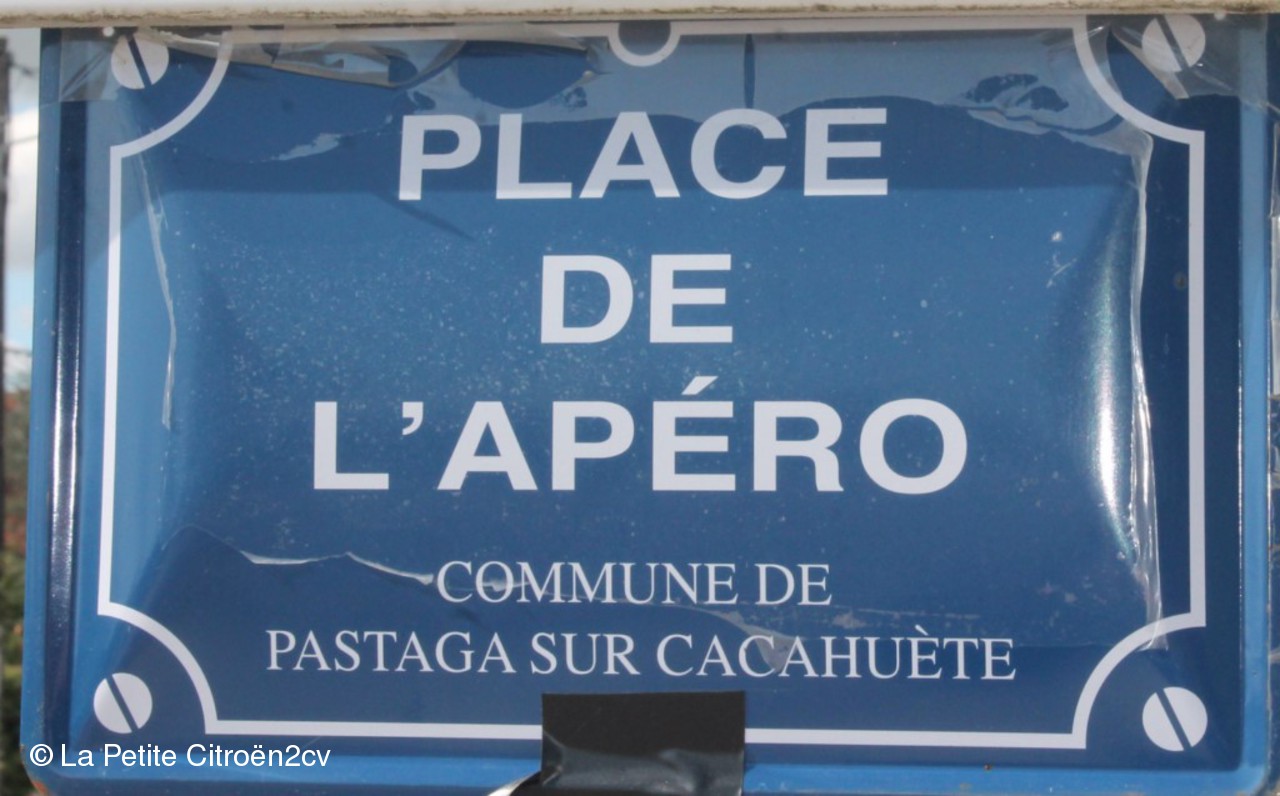 PLACE
DE
L’APÉRO
COMMUNE DE
PASTAGA SUR CACAHUÈTE
© La Petite Citroën2cv